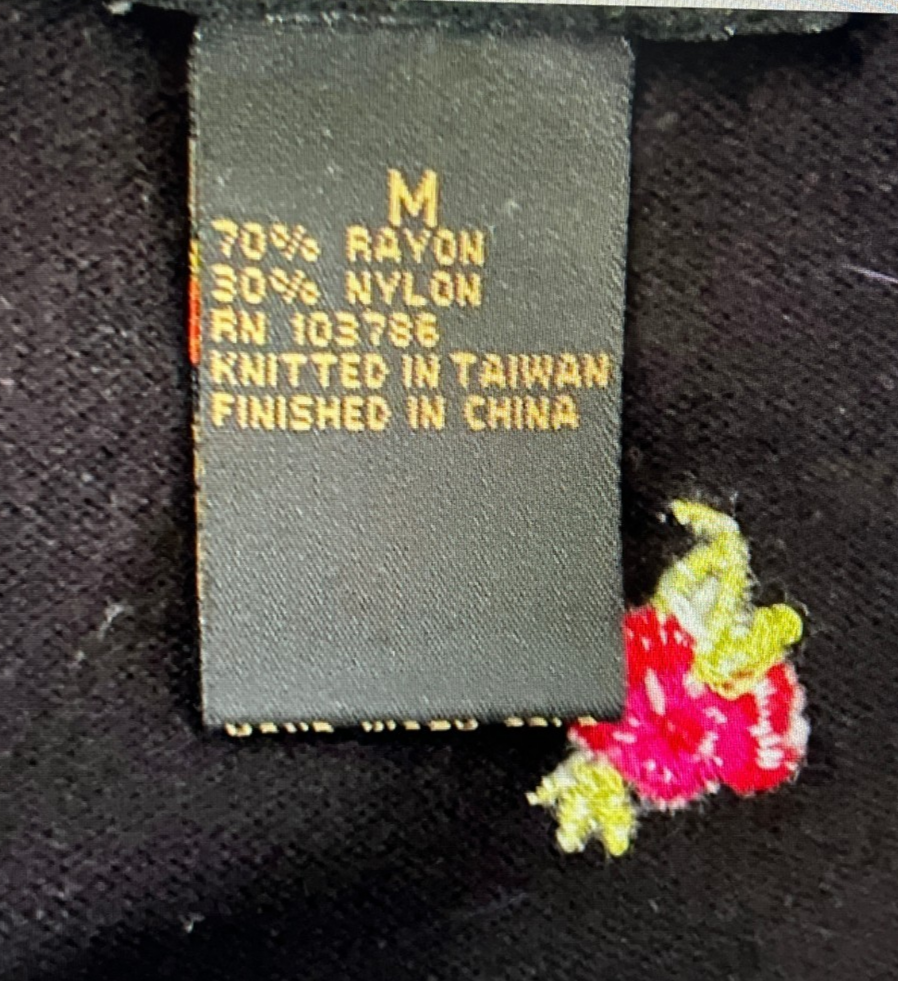 M
70% RAYON
30% NYLON
RN 103786
KNITTED IN TAIWAN
FINISHED IN CHINA